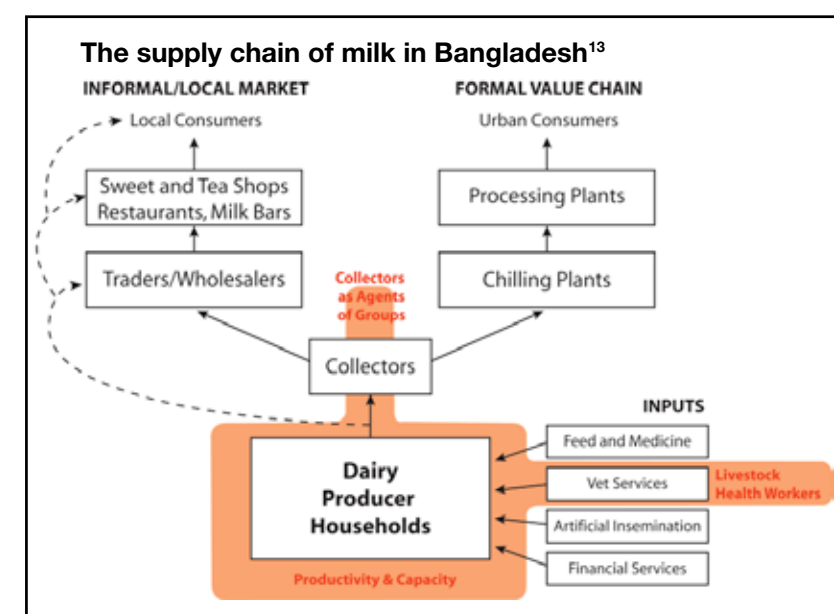 The supply chain of milk in Bangladesh¹³
INFORMAL/LOCAL MARKET
Local Consumers
Sweet and Tea Shops
Restaurants, Milk Bars
Traders/Wholesalers
FORMAL VALUE CHAIN
Urban Consumers
Processing Plants
Chilling Plants
Collectors
as Agents
of Groups
Collectors
Dairy
Producer
Households
Productivity & Capacity
INPUTS
Feed and Medicine
Vet Services
Livestock
Health Workers
Artificial Insemination
Financial Services